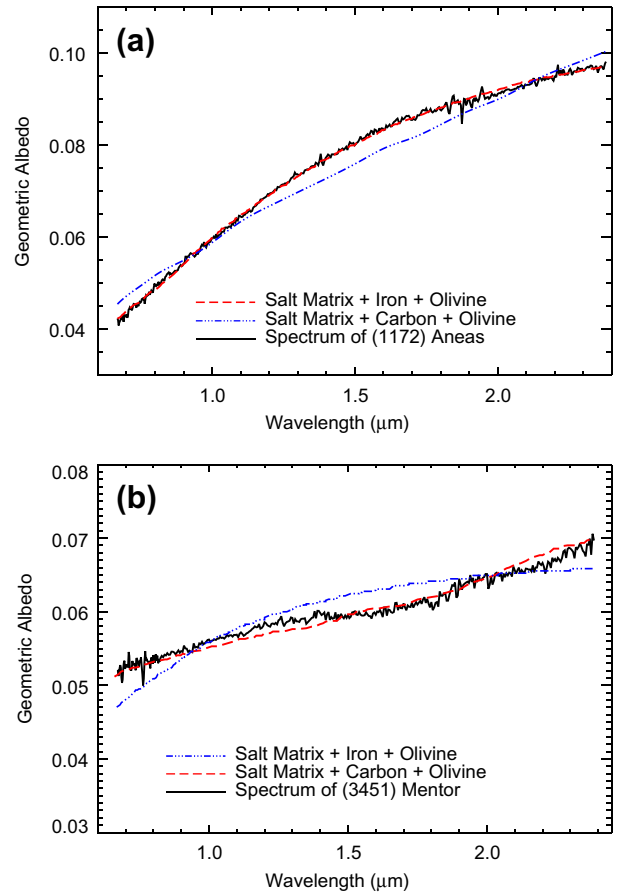 (a)
0.10
0.08
0.06
0.04
Geometric Albedo
Salt Matrix + Iron + Olivine
Salt Matrix + Carbon + Olivine
Spectrum of (1172) Aneas
1.0
1.5
2.0
Wavelength (μm)
(b)
0.08
0.07
0.06
0.05
0.04
0.03
Geometric Albedo
Salt Matrix + Iron + Olivine
Salt Matrix + Carbon + Olivine
Spectrum of (3451) Mentor
1.0
1.5
2.0
Wavelength (μm)